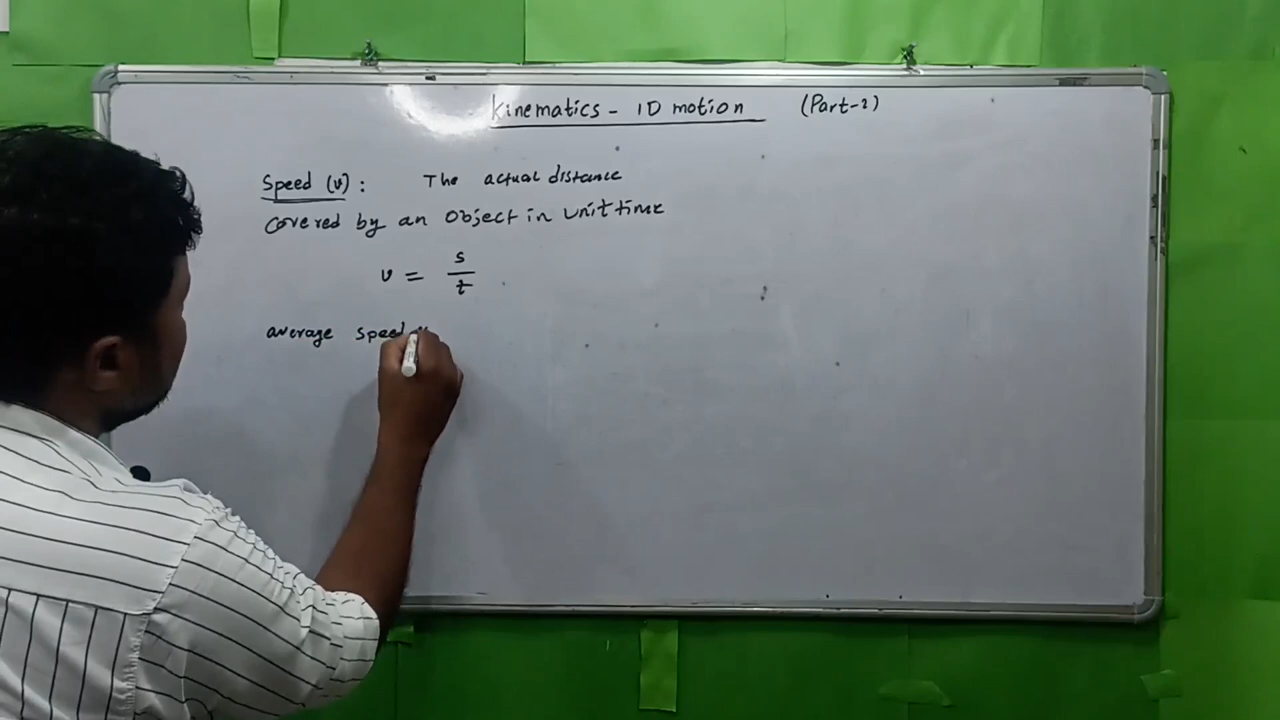 Kinematics - 1D motion (Part-2)
Speed (v) : The actual distance
covered by an object in unit time
v = s/t
average speed